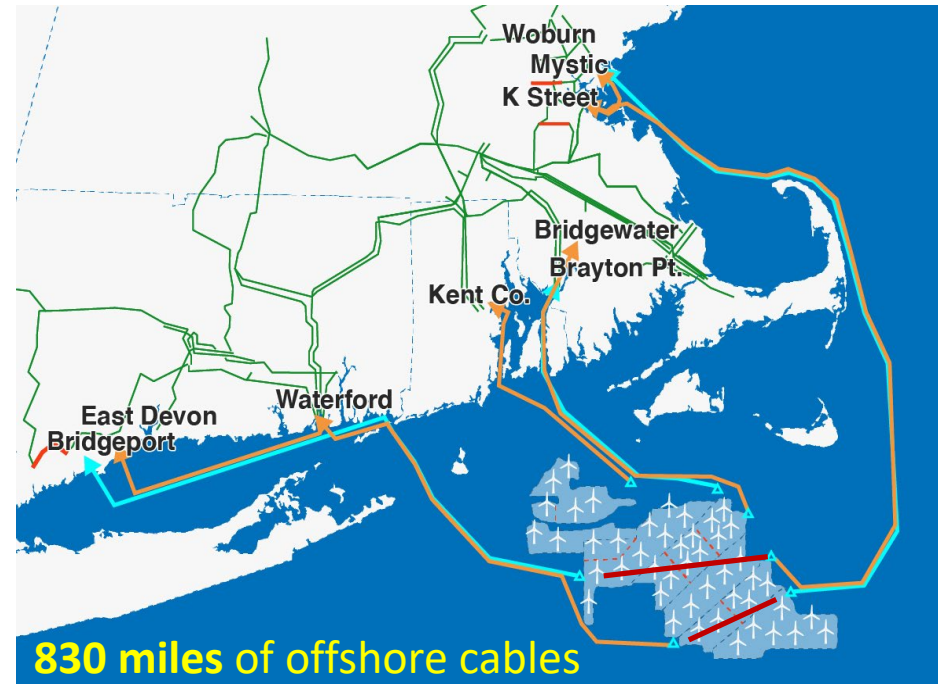 Woburn
Mystic
K Street
Bridgewater
Brayton Pt.
Kent Co.
Waterford
East Devon
Bridgeport
830 miles of offshore cables